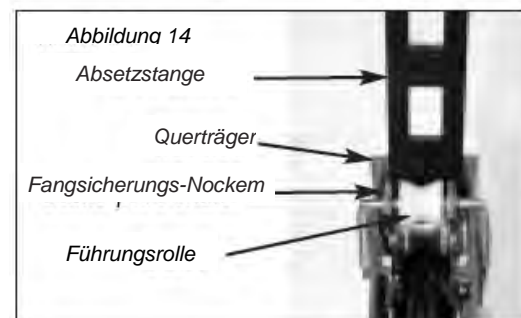 Abbildung 14
Absetzstange
Querträger
Fangsicherungs-Nockem
Führungsrolle